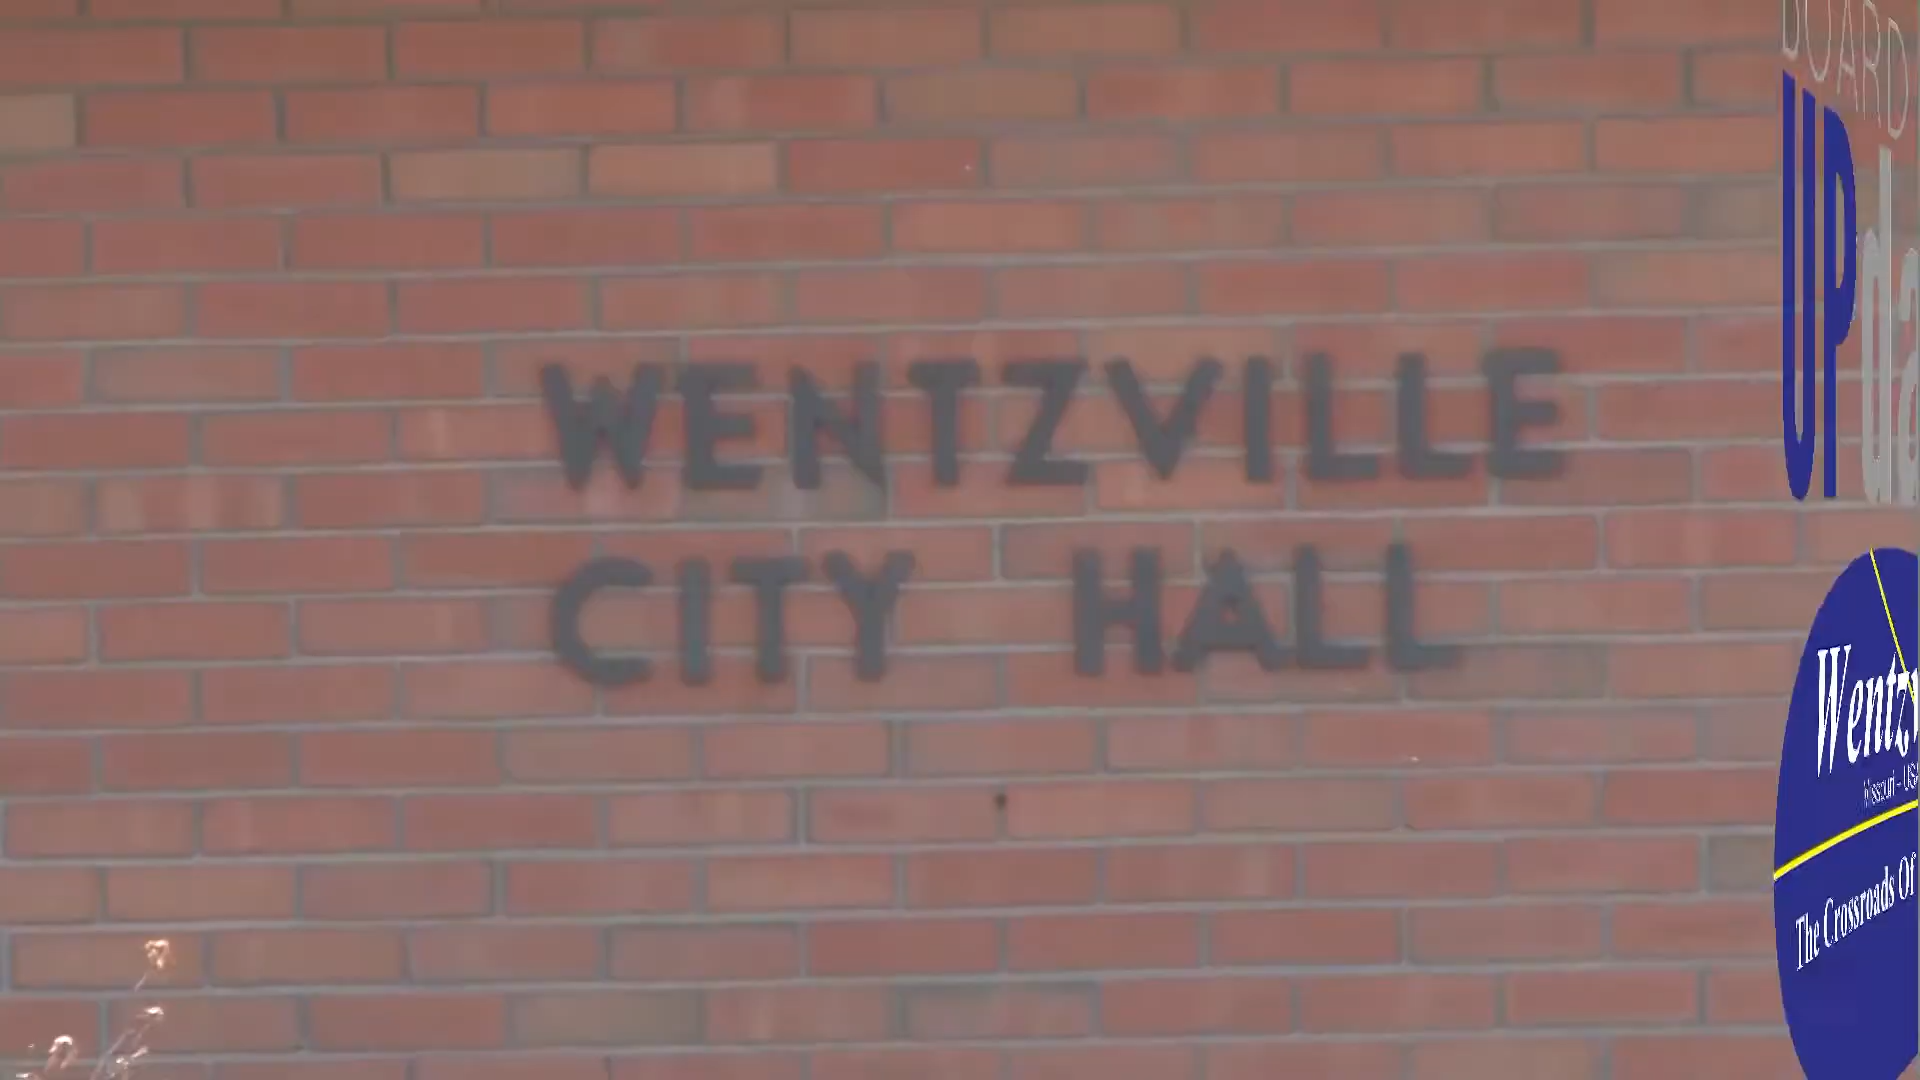 WENTZVILLE
CITY HALL
BOARD
UP
The Crossroads Of